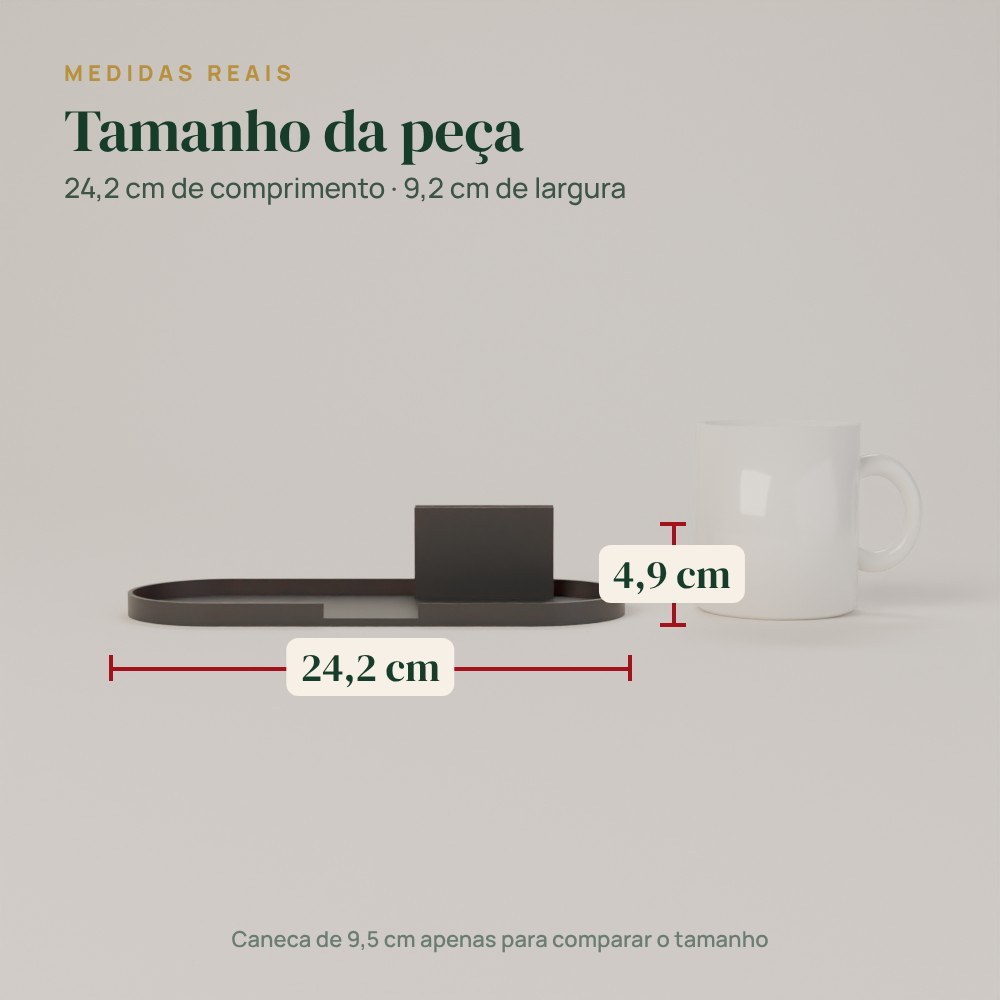 MEDIDAS REAIS
Tamanho da peça
24,2 cm de comprimento · 9,2 cm de largura
4,9 cm
24,2 cm
Caneca de 9,5 cm apenas para comparar o tamanho